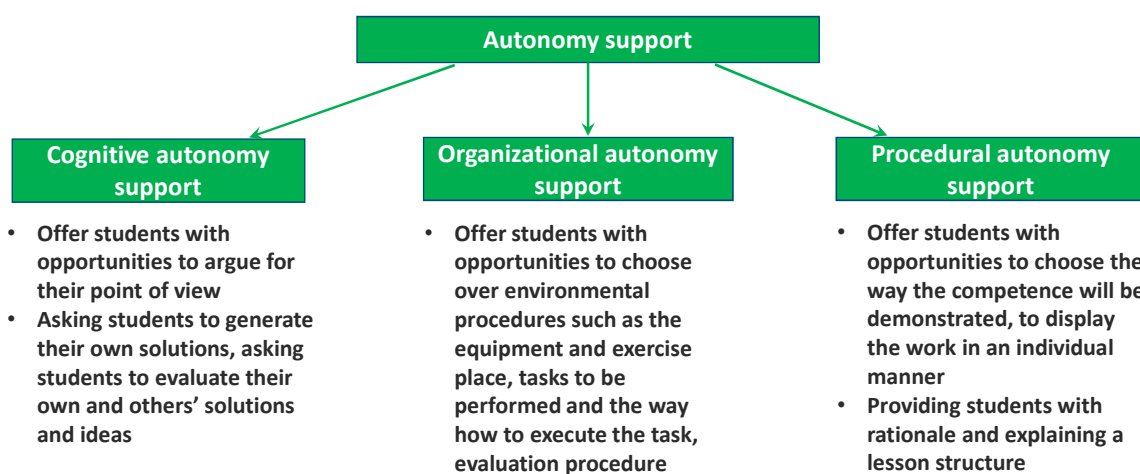 Autonomy support
Cognitive autonomy
support
Organizational autonomy
support
Procedural autonomy
support
• Offer students with
opportunities to argue for
their point of view
• Asking students to generate
their own solutions, asking
students to evaluate their
own and others’ solutions
and ideas
• Offer students with
opportunities to choose
over environmental
procedures such as the
equipment and exercise
place, tasks to be
performed and the way
how to execute the task,
evaluation procedure
• Offer students with
opportunities to choose the
way the competence will be
demonstrated, to display
the work in an individual
manner
• Providing students with
rationale and explaining a
lesson structure